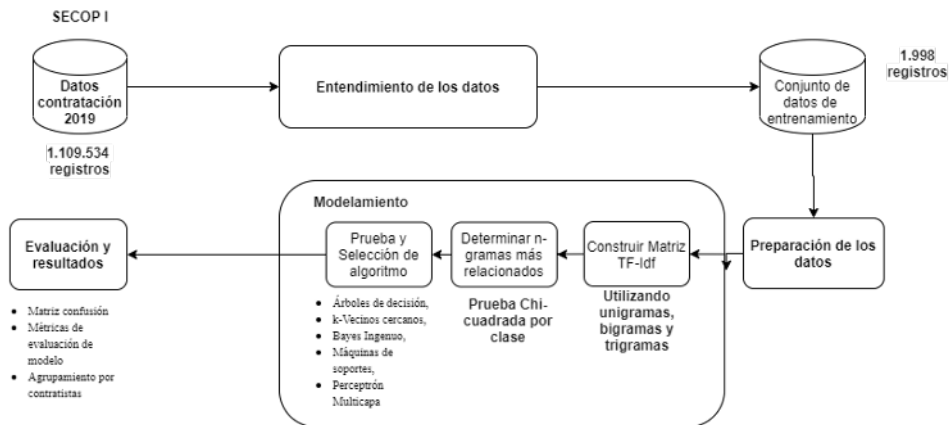 SECOP I
Datos
contratación
2019
1.109.534
registros
Entendimiento de los datos
Conjunto de
datos de
entrenamiento
1.998
registros
Preparación de los
datos
Modelamiento
Construir Matriz
TF-Idf
Utilizando
unigramas,
bigramas y
trigramas
Determinar n-
gramas más
relacionados
Prueba Chi-
cuadrada por
clase
Prueba y
Selección de
algoritmo
Árboles de decisión,
k-Vecinos cercanos,
Bayes Ingenuo,
Máquinas de
soportes,
Perceptrón
Multicapa
Evaluación y
resultados
Matriz confusión
Métricas de
evaluación de
modelo
Agrupamiento por
contratistas